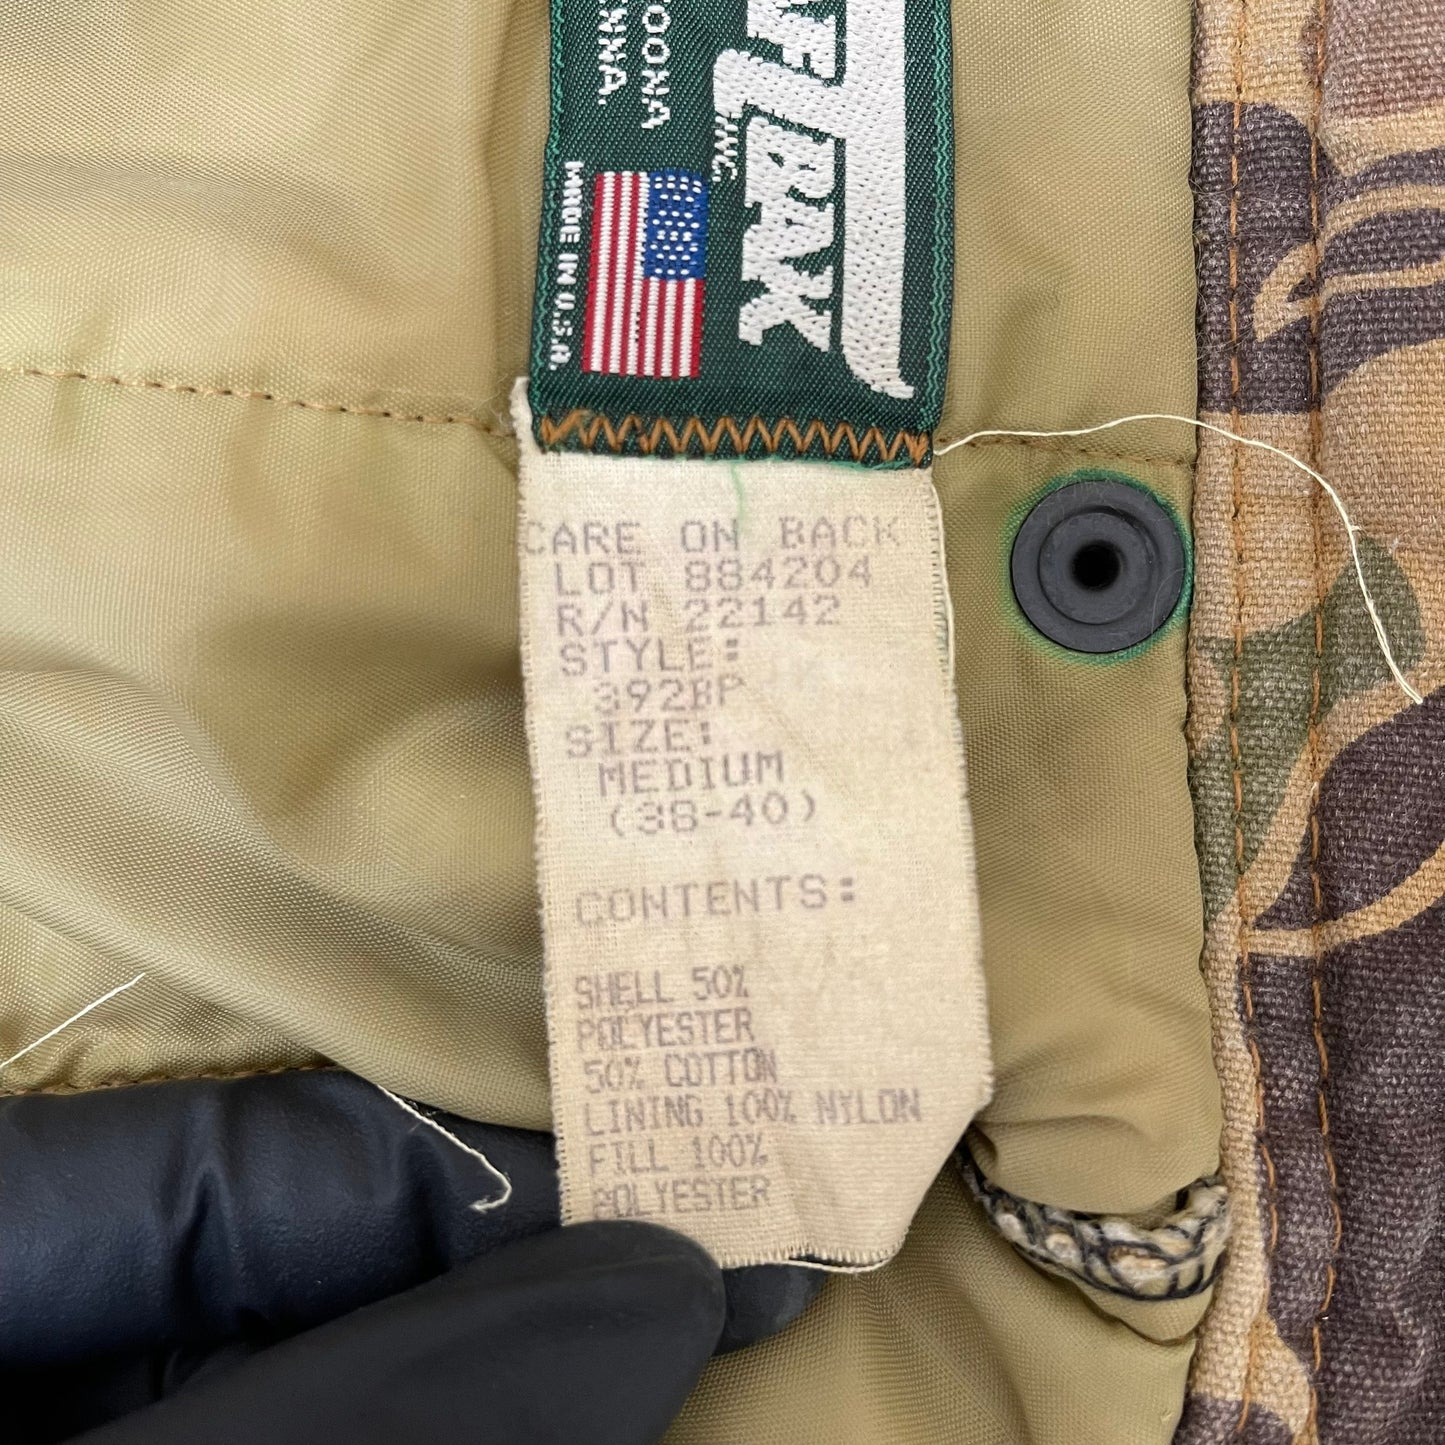 PAK
INC.
MADE IN U.S.A.
CARE ON BACK
LOT 884204
R/N 22142
STYLE:
392BP
SIZE:
MEDIUM
(38-40)
CONTENTS:
SHELL 50%
POLYESTER
50% COTTON
LINING 100% NYLON
FILL 100%
POLYESTER